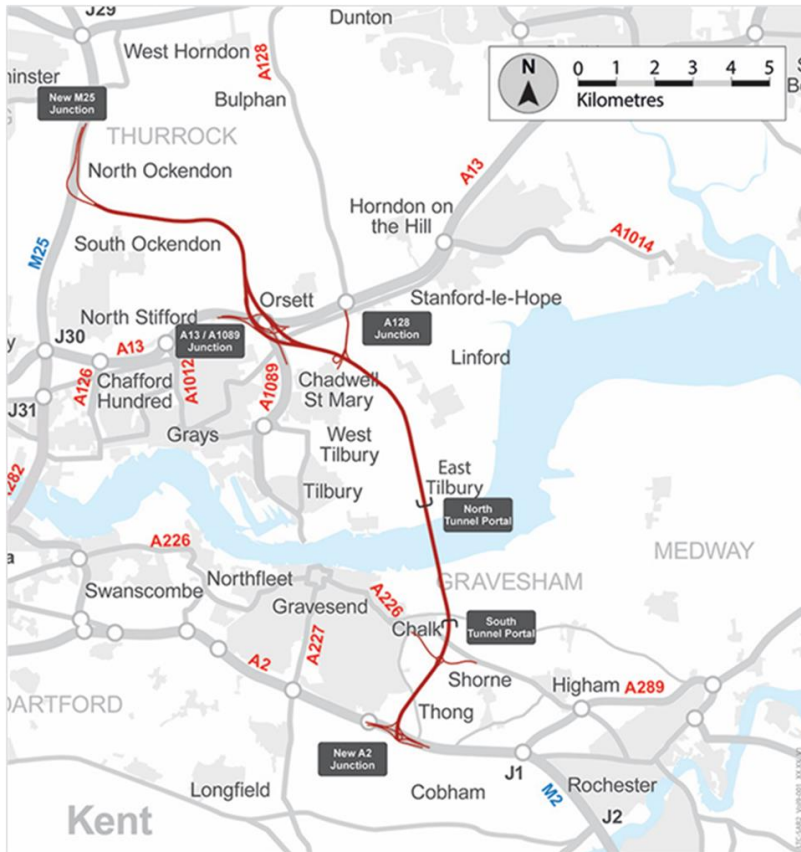 J29
Dunton
West Horndon
A128
N
0 1 2 3 4 5
Kilometres
minster
New M25
Junction
Bulphan
THURROCK
North Ockendon
A13
Horndon on
the Hill
A1014
South Ockendon
M25
Orsett
Stanford-le-Hope
North Stifford
A13 / A1089
Junction
A128
Junction
J30
A13
Linford
A126
Chafford
Hundred
A1012
A1089
Chadwell
St Mary
J31
Grays
West
Tilbury
A282
Tilbury
East
Tilbury
North
Tunnel Portal
A226
MEDWAY
Northfleet
GRAVESHAM
Swanscombe
Gravesend
A226
A227
Chalk
South
Tunnel Portal
A2
Shorne
Higham
A289
DARTFORD
Thong
New A2
Junction
J1
Longfield
Cobham
M2
Rochester
Kent
J2